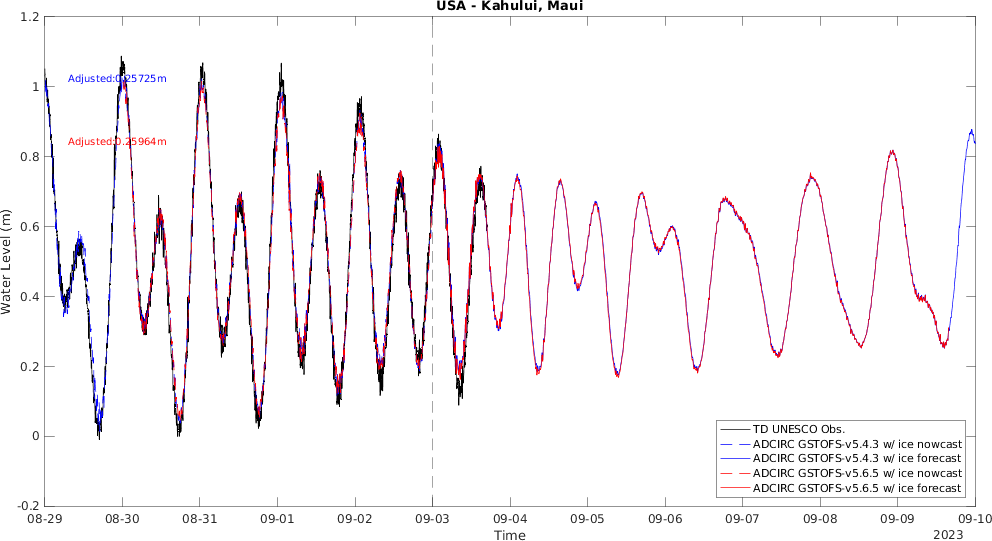 USA - Kahului, Maui
1.2
1
0.8
0.6
0.4
0.2
0
-0.2
Water Level (m)
Adjusted:0.25725m
Adjusted:0.25964m
TD UNESCO Obs.
ADCIRC GSTOFS-v5.4.3 w/ ice nowcast
ADCIRC GSTOFS-v5.4.3 w/ ice forecast
ADCIRC GSTOFS-v5.6.5 w/ ice nowcast
ADCIRC GSTOFS-v5.6.5 w/ ice forecast
08-29 08-30 08-31 09-01 09-02 09-03 09-04 09-05 09-06 09-07 09-08 09-09 09-10
Time
2023